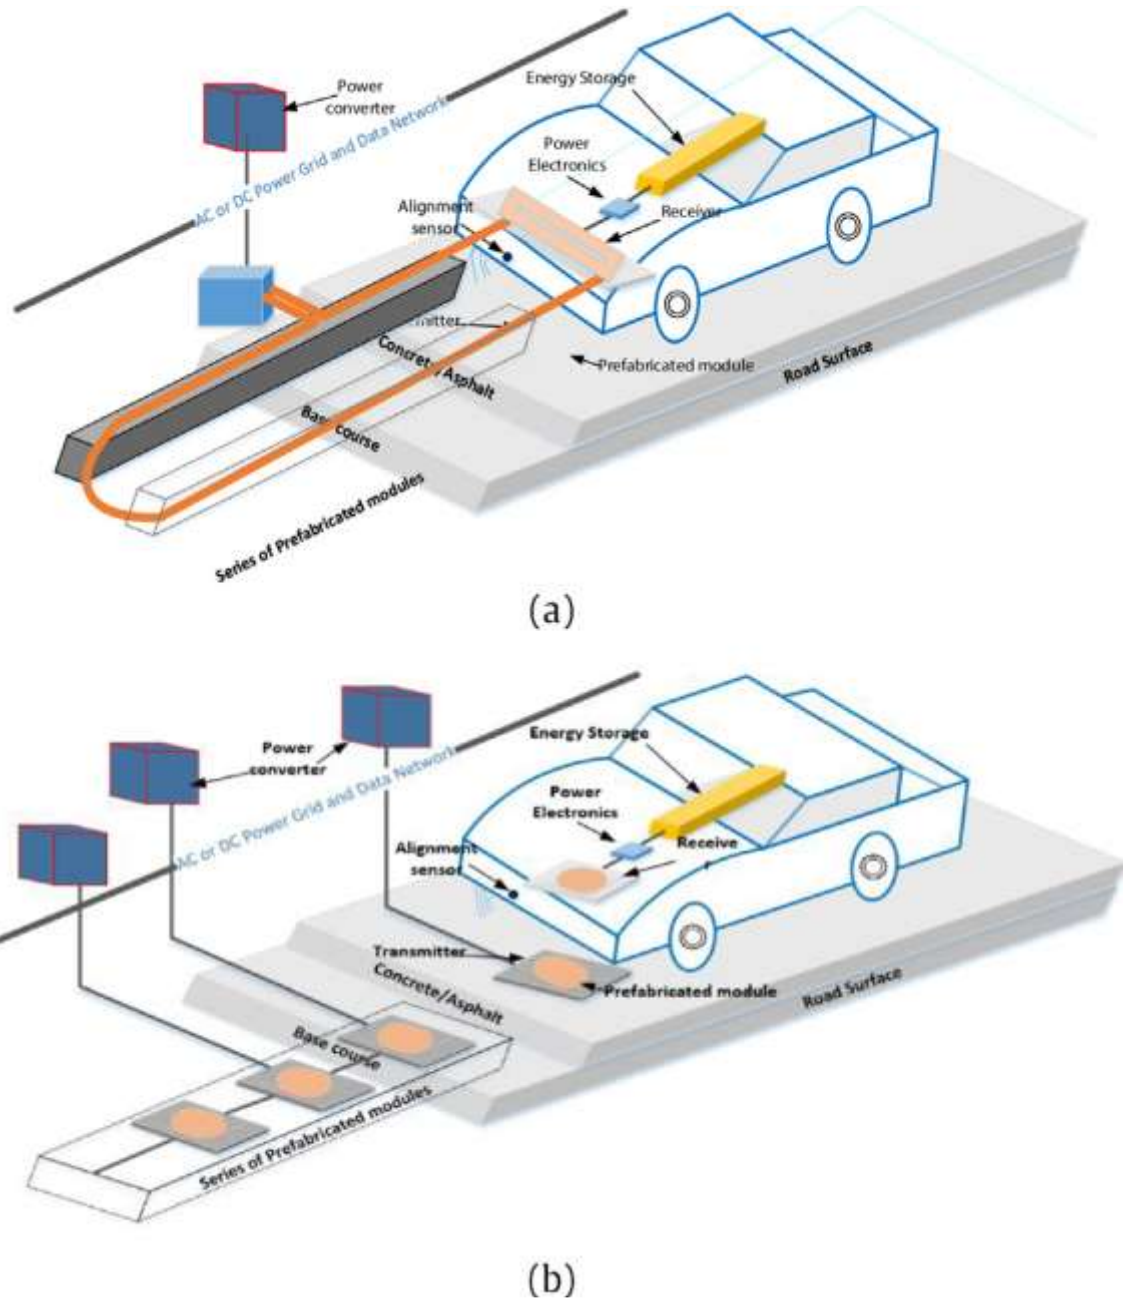 Power
converter
Energy Storage
AC or DC Power Grid and Data Network
Power
Electronics
Alignment
sensor
Receiver
mitter
Concrete/Asphalt
Prefabricated module
Road Surface
Base course
Series of Prefabricated modules
(a)
Power
converter
Energy Storage
AC or DC Power Grid and Data Network
Power
Electronics
Alignment
sensor
Receive
Transmitter
Concrete/Asphalt
Prefabricated module
Road Surface
Base course
Series of Prefabricated modules
(b)